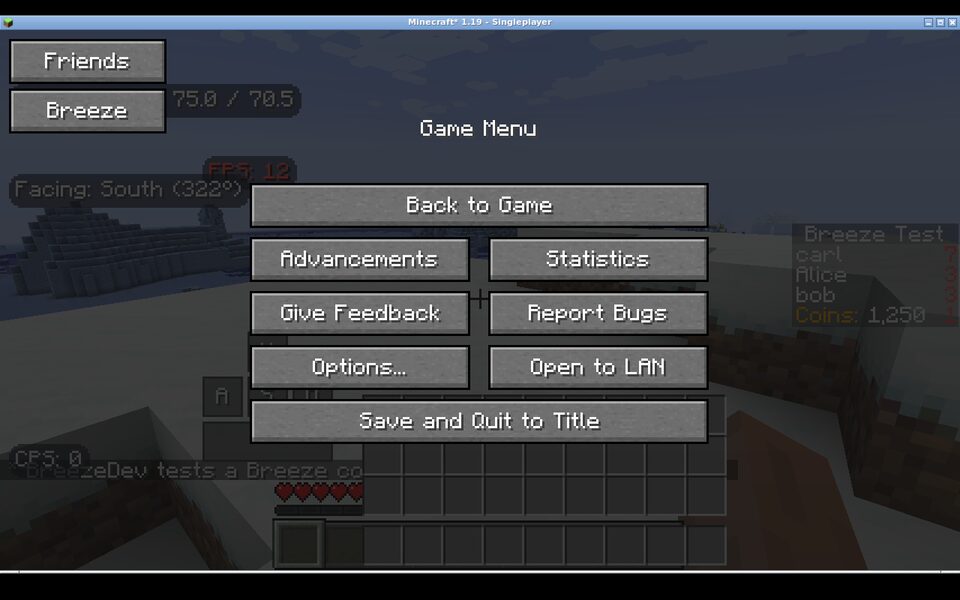 Minecraft* 1.19 - Singleplayer
Friends
Breeze
75.0 / 70.5
Game Menu
FPS: 12
Facing: South (322°)
Back to Game
Advancements
Statistics
Breeze Test
carl
Alice
bob
Coins: 1,250
Give Feedback
Report Bugs
Options...
Open to LAN
A
Save and Quit to Title
CPS: 0
BreezeDev tests a Breeze co